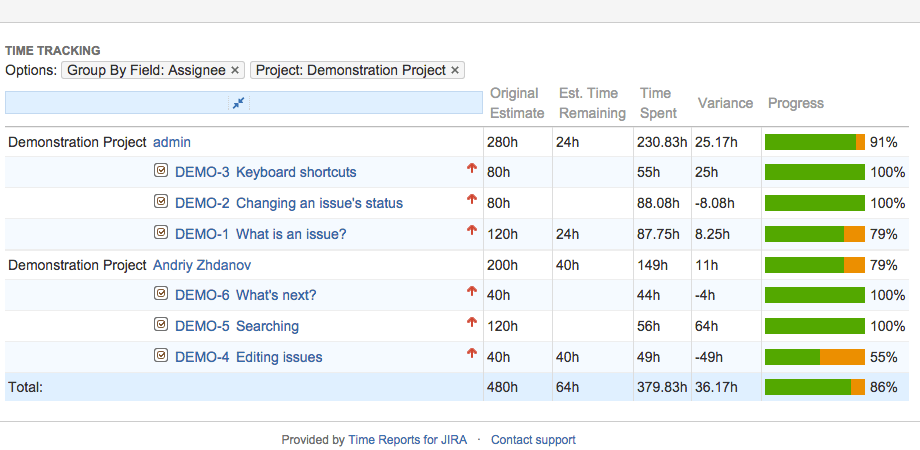 TIME TRACKING
Options: Group By Field: Assignee × Project: Demonstration Project ×
Original Estimate Est. Time Remaining Time Spent Variance Progress
Demonstration Project admin 280h 24h 230.83h 25.17h 91%
DEMO-3 Keyboard shortcuts 80h 55h 25h 100%
DEMO-2 Changing an issue's status 80h 88.08h -8.08h 100%
DEMO-1 What is an issue? 120h 24h 87.75h 8.25h 79%
Demonstration Project Andriy Zhdanov 200h 40h 149h 11h 79%
DEMO-6 What's next? 40h 44h -4h 100%
DEMO-5 Searching 120h 56h 64h 100%
DEMO-4 Editing issues 40h 40h 49h -49h 55%
Total: 480h 64h 379.83h 36.17h 86%
Provided by Time Reports for JIRA · Contact support